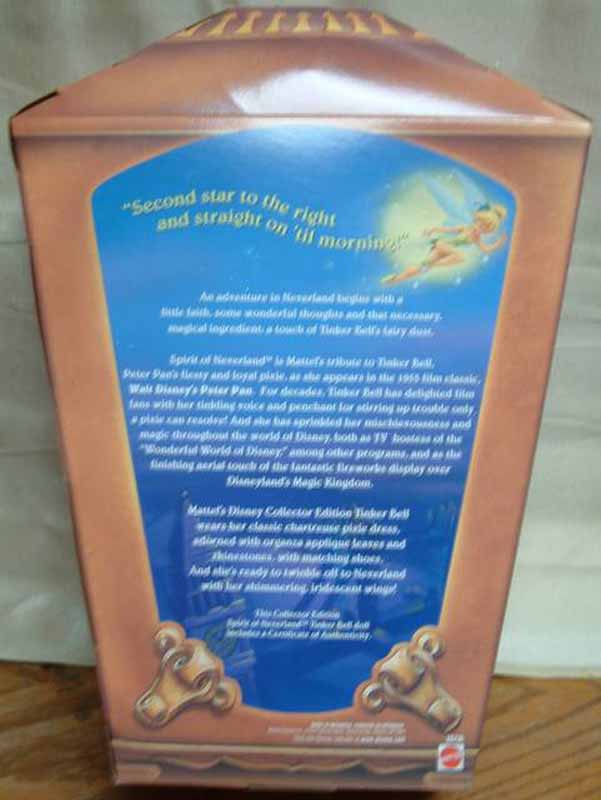 "Second star to the right
and straight on 'til morning!"
An adventure in Neverland begins with a
little faith, some wonderful thoughts and that necessary,
magical ingredient: a touch of Tinker Bell's fairy dust.
Spirit of Neverland™ is Mattel's tribute to Tinker Bell,
Peter Pan's fiesty and loyal pixie, as she appears in the 1953 film classic,
Walt Disney's Peter Pan. For decades, Tinker Bell has delighted film
fans with her tinkling voice and penchant for stirring up trouble only
a pixie can resolve! And she has sprinkled her mischievousness and
magic throughout the world of Disney, both as TV hostess of the
"Wonderful World of Disney," among other programs, and as the
finishing aerial touch of the fantastic fireworks display over
Disneyland's Magic Kingdom.
Mattel's Disney Collector Edition Tinker Bell
wears her classic chartreuse pixie dress,
adorned with organza applique leaves and
rhinestones, with matching shoes.
And she's ready to twinkle off to Neverland
with her shimmering, iridescent wings!
This Collector Edition
Spirit of Neverland™ Tinker Bell doll
includes a Certificate of Authenticity.